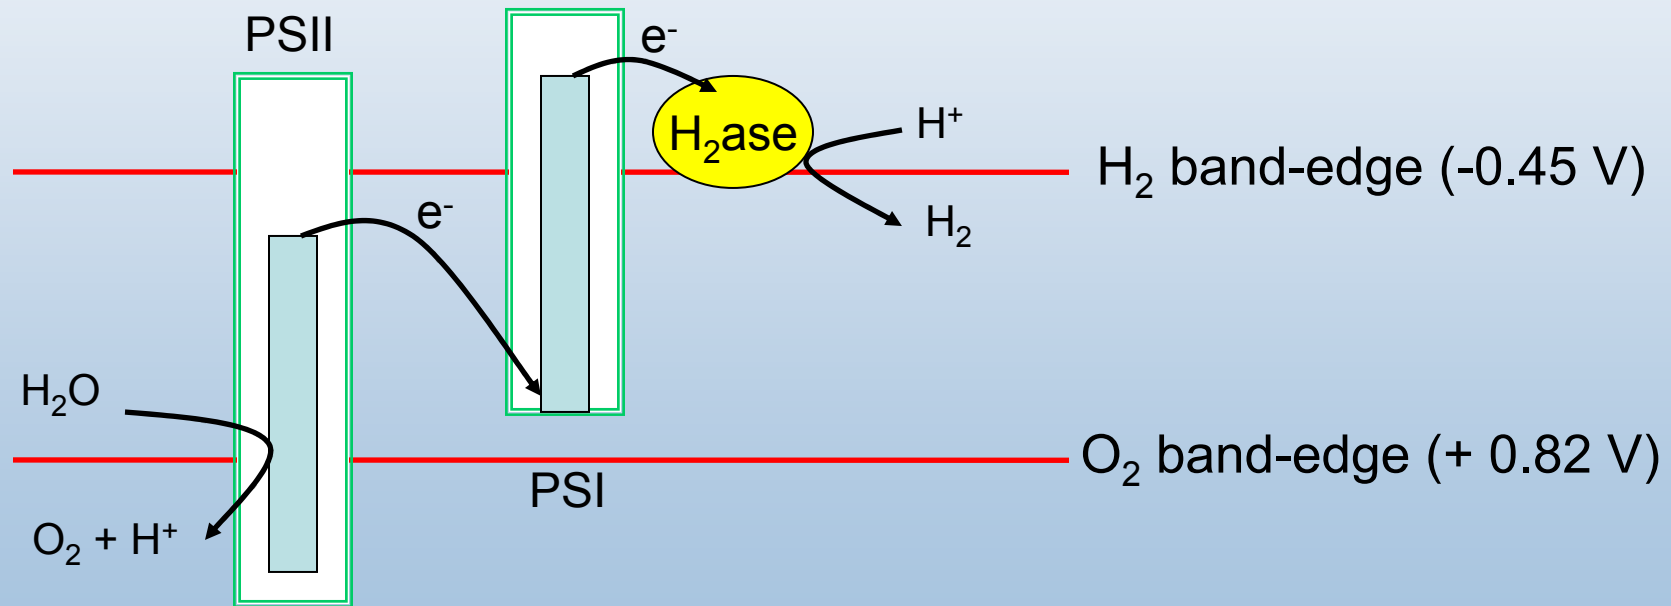 PSII
e⁻
H₂ase
H⁺
H₂ band-edge (-0.45 V)
e⁻
H₂
H₂O
O₂ band-edge (+ 0.82 V)
PSI
O₂ + H⁺